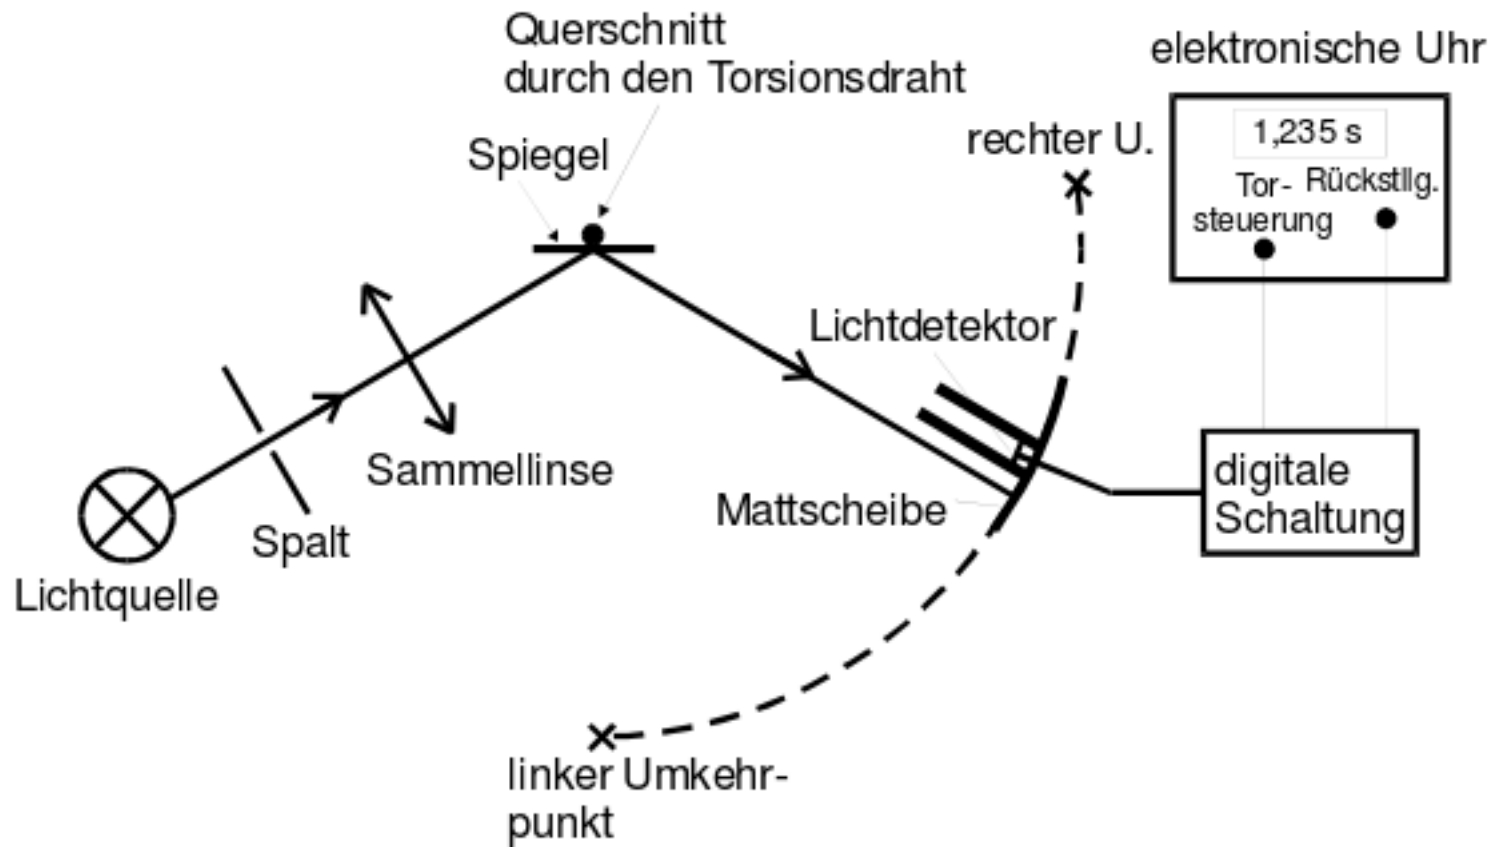 Querschnitt
durch den Torsionsdraht
elektronische Uhr
Spiegel
rechter U.
1,235 s
Tor- Rückstllg.
steuerung
Lichtdetektor
Sammellinse
Mattscheibe
digitale
Schaltung
Spalt
Lichtquelle
linker Umkehr-
punkt